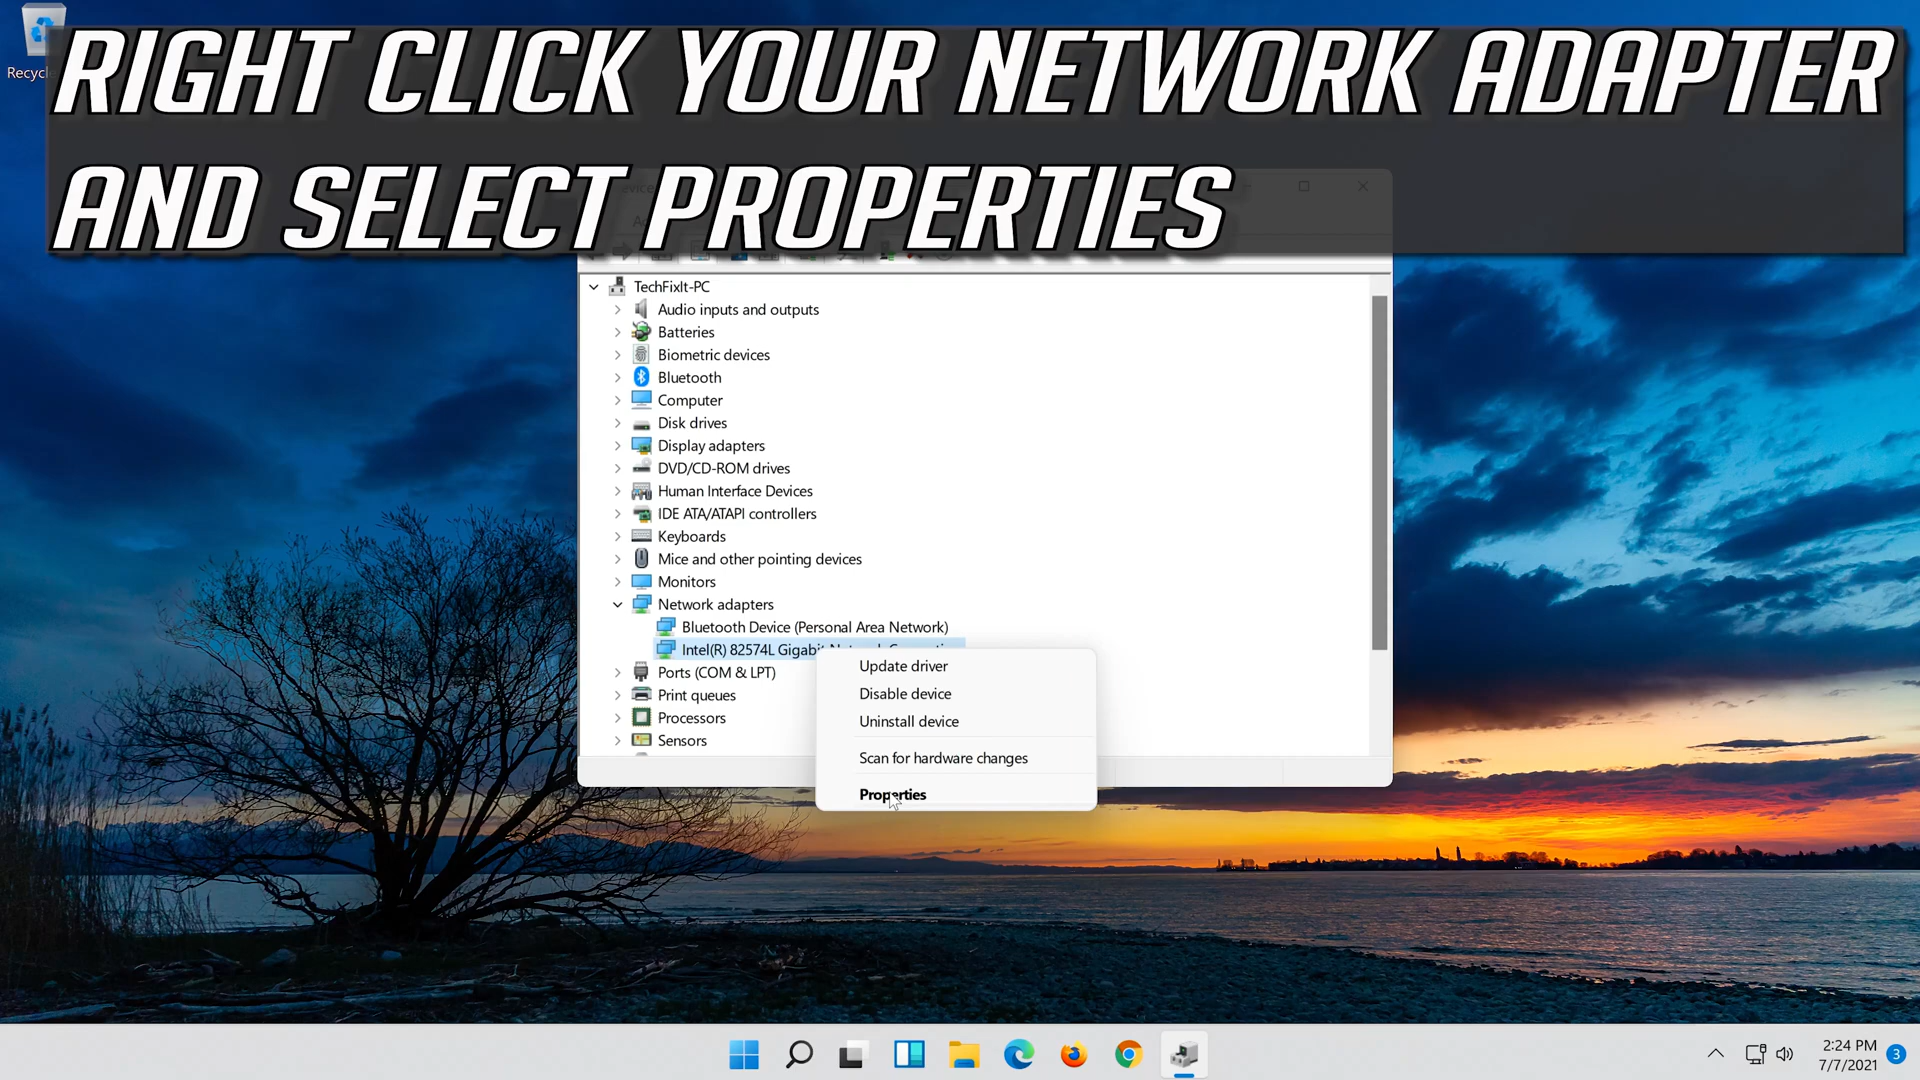 RIGHT CLICK YOUR NETWORK ADAPTER
AND SELECT PROPERTIES
TechFixIt-PC
Audio inputs and outputs
Batteries
Biometric devices
Bluetooth
Computer
Disk drives
Display adapters
DVD/CD-ROM drives
Human Interface Devices
IDE ATA/ATAPI controllers
Keyboards
Mice and other pointing devices
Monitors
Network adapters
Bluetooth Device (Personal Area Network)
Intel(R) 82574L Gigabit
Ports (COM & LPT)
Print queues
Processors
Sensors
Update driver
Disable device
Uninstall device
Scan for hardware changes
Properties
2:24 PM
7/7/2021
3